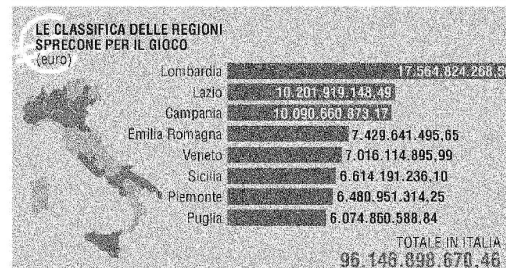 LE CLASSIFICA DELLE REGIONI
SPRECONE PER IL GIOCO
(euro)
Lombardia 17.564.824.268,5
Lazio 10.201.919.148,49
Campania 10.090.660.873,17
Emilia Romagna 7.429.641.495,65
Veneto 7.016.114.895,99
Sicilia 6.614.191.236,10
Piemonte 6.480.951.314,25
Puglia 6.074.860.588,84
TOTALE IN ITALIA
96.146.898.670,46